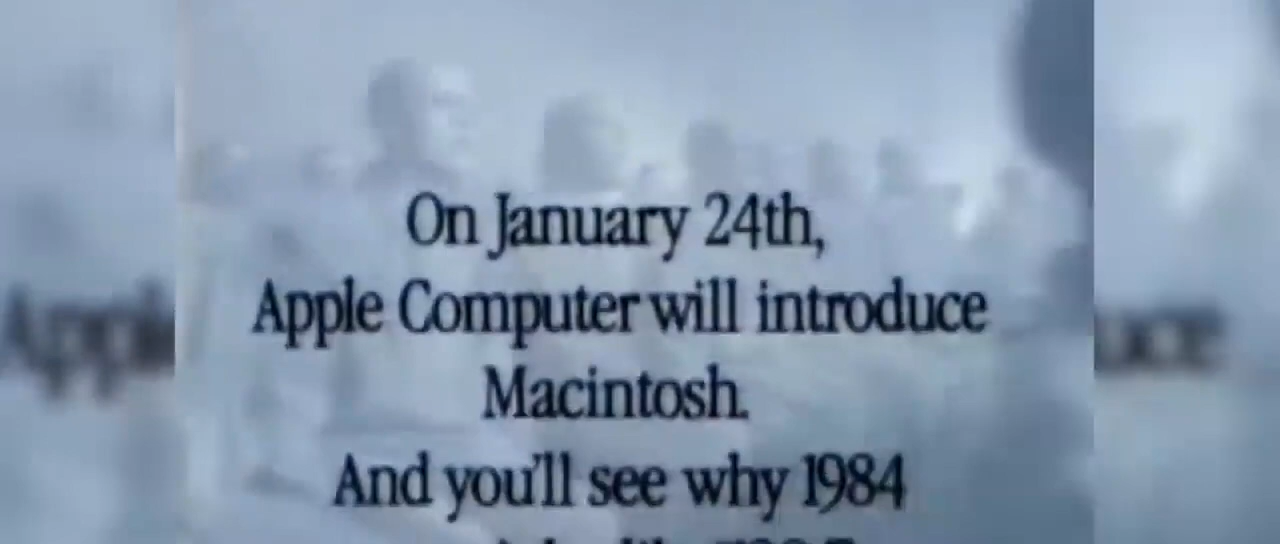 On January 24th,
Apple Computer will introduce
Macintosh.
And you'll see why 1984